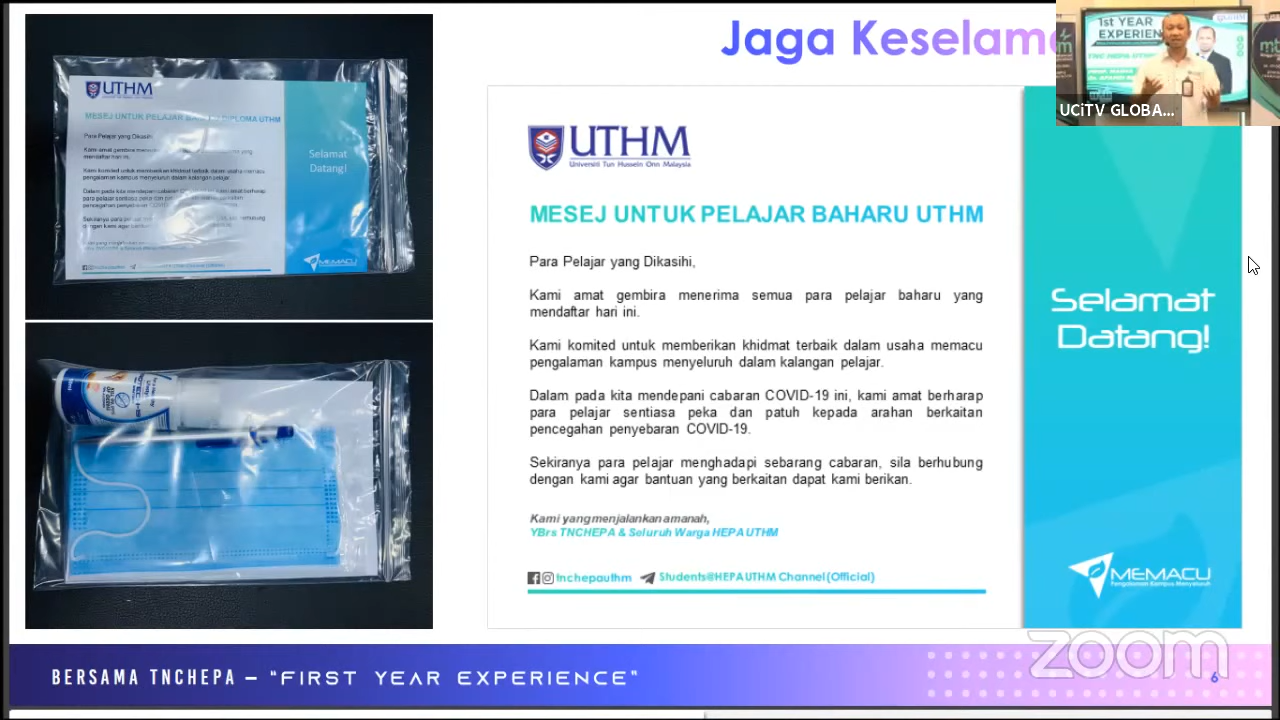 Jaga Keselam
1st YEAR
EXPERIEN
UCiTV GLOBA...
UTHM
MESEJ UNTUK PELAJAR BAHARU DIPLOMA UTHM
Para Pelajar yang Dikasihi,
Selamat
Datang!
MEMACU
UTHM
Universiti Tun Hussein Onn Malaysia
MESEJ UNTUK PELAJAR BAHARU UTHM
Para Pelajar yang Dikasihi,
Kami amat gembira menerima semua para pelajar baharu yang
mendaftar hari ini.
Kami komited untuk memberikan khidmat terbaik dalam usaha memacu
pengalaman kampus menyeluruh dalam kalangan pelajar.
Dalam pada kita mendepani cabaran COVID-19 ini, kami amat berharap
para pelajar sentiasa peka dan patuh kepada arahan berkaitan
pencegahan penyebaran COVID-19.
Sekiranya para pelajar menghadapi sebarang cabaran, sila berhubung
dengan kami agar bantuan yang berkaitan dapat kami berikan.
Kami yang menjalankan amanah,
YBrs TNCHEPA & Seluruh Warga HEPA UTHM
tnchepauthm Students@HEPAUTHM Channel (Official)
Selamat
Datang!
MEMACU
Pengalaman Kampus Menyeluruh
zoom
BERSAMA TNCHEPA – "FIRST YEAR EXPERIENCE"
6